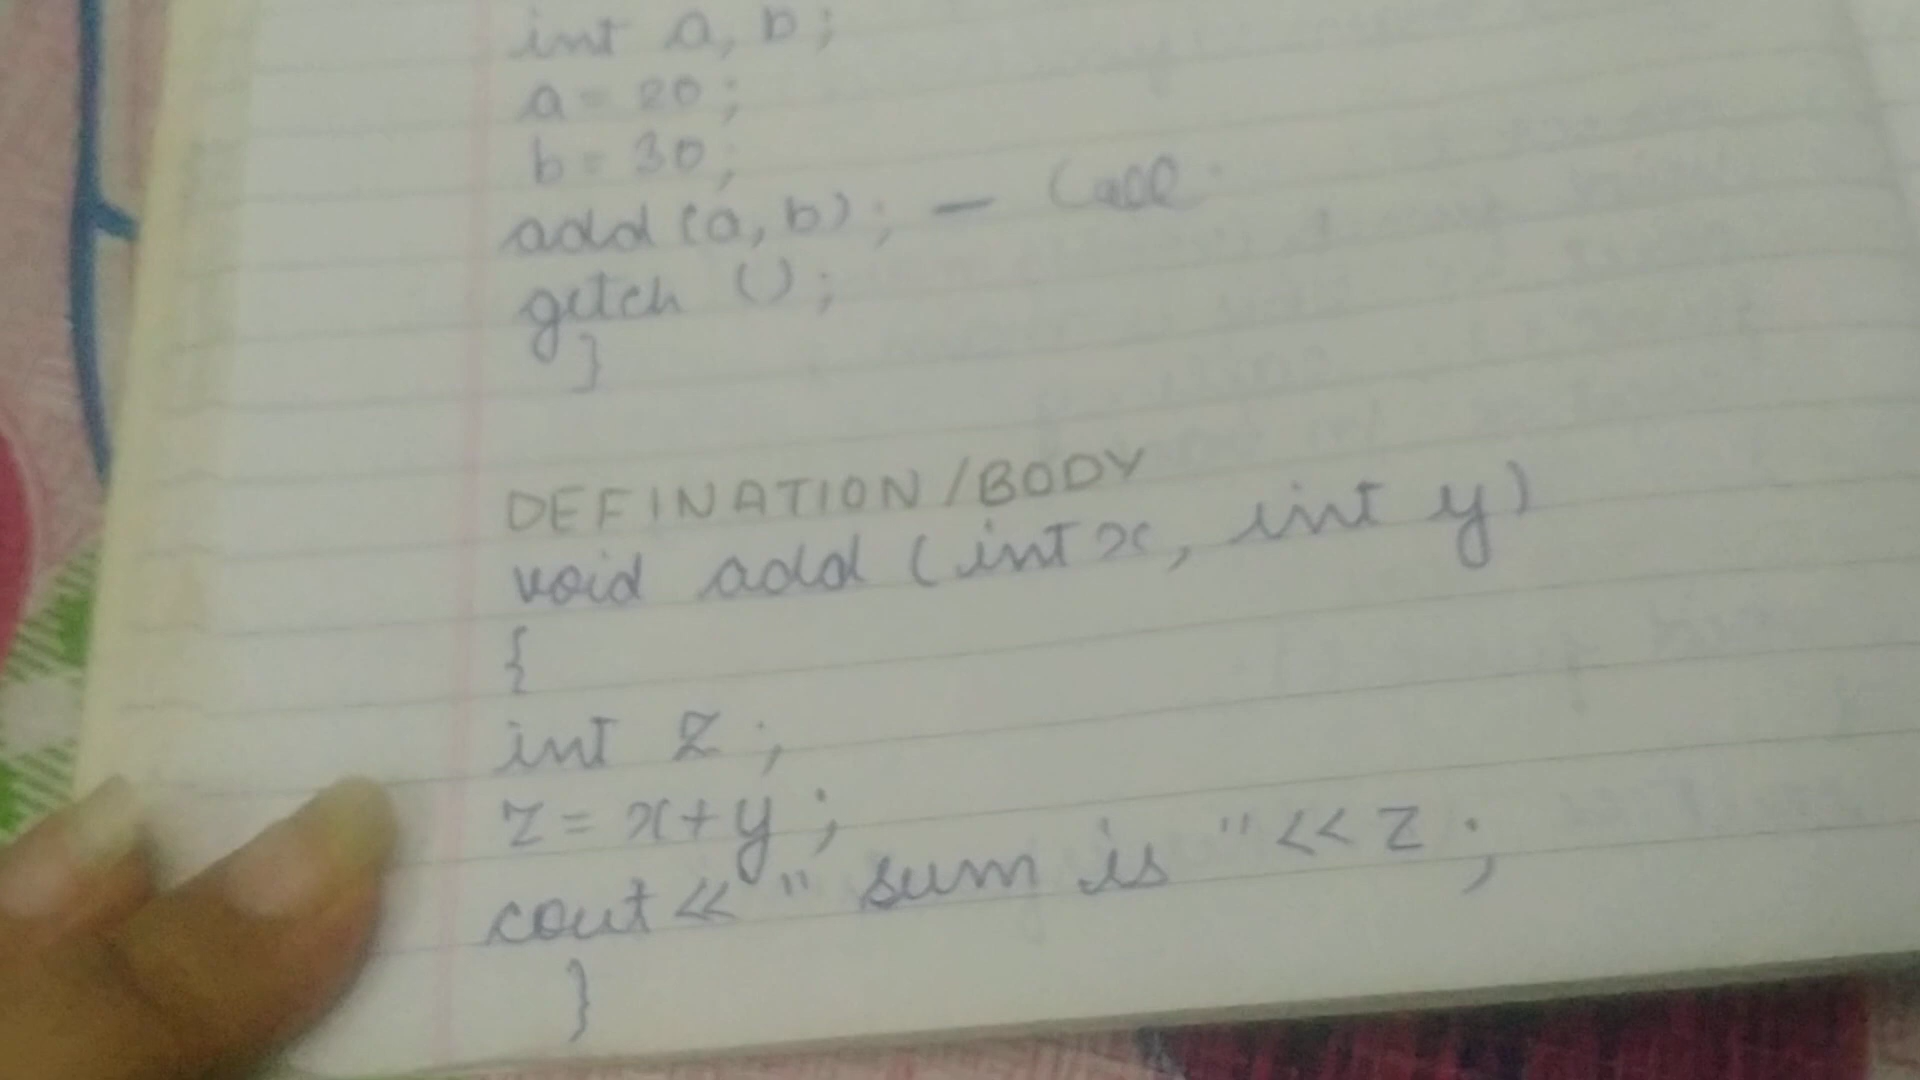 int a, b;
a = 20;
b = 30;
add (a, b); — Call
getch ();
}
DEFINATION / BODY
void add (int x, int y)
{
int z;
z = x + y;
cout << " sum is " << z;
}